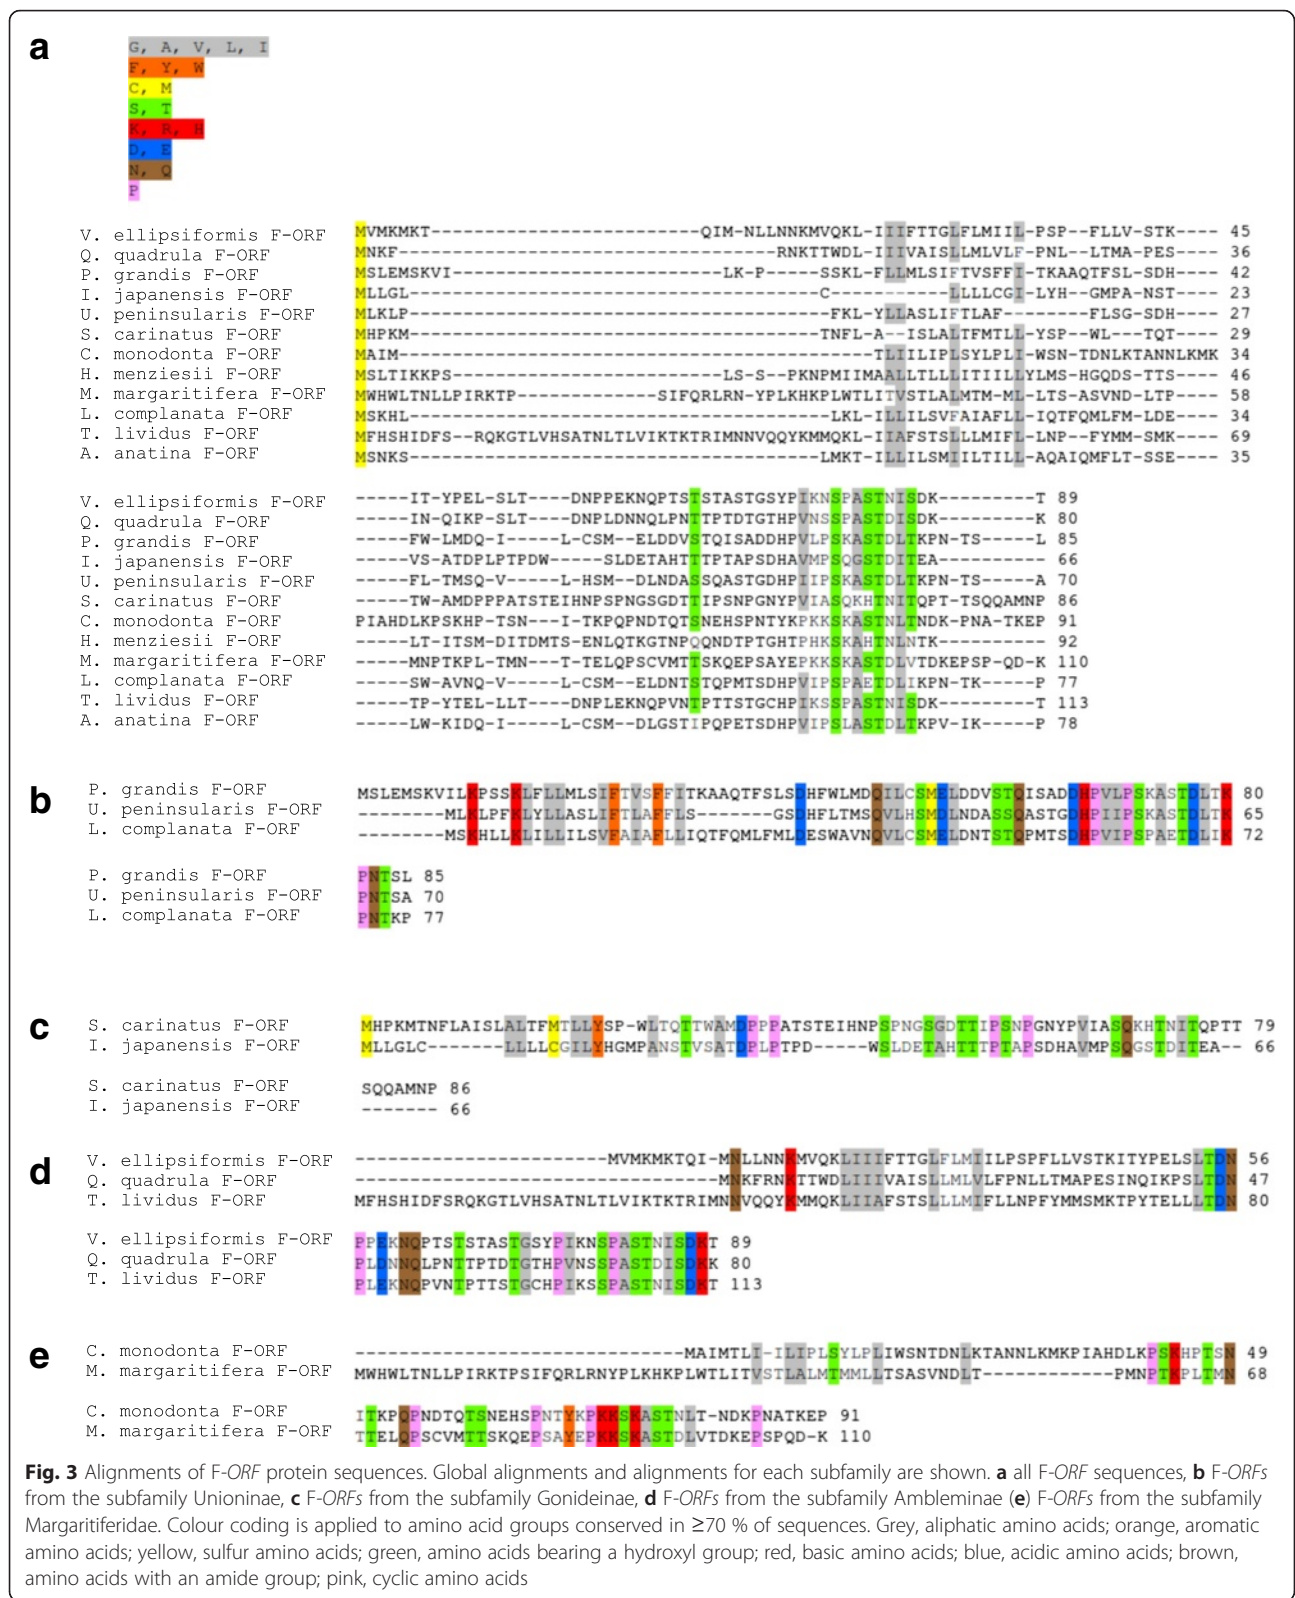 a
G, A, V, L, I
F, Y, W
C, M
S, T
K, R, H
D, E
N, Q
P
V. ellipsiformis F-ORF MVMKMKT-------------------------QIM-NLLNNKMVQKL-IIIFTTGLFLMIIL-PSP--FLLV-STK---- 45
Q. quadrula F-ORF MNKF-----------------------------------RNKTTWDL-IIIVAISLLMLVLF-PNL--LTMA-PES---- 36
P. grandis F-ORF MSLEMSKVI-------------------------LK-P-----SSKL-FLLMLSIFTVSFFI-TKAAQTFSL-SDH---- 42
I. japanensis F-ORF MLLGL--------------------------------------C-----------LLLLCGI-LYH--GMPA-NST---- 23
U. peninsularis F-ORF MLKLP---------------------------------------FKL-YLLASLIFTLAF--------FLSG-SDH---- 27
S. carinatus F-ORF MHPKM--------------------------------------TNFL-A--ISLALTFMTLL-YSP--WL---TQT---- 29
C. monodonta F-ORF MAIM--------------------------------------------TLIILIPLSYLPLI-WSN-TDNLKTANNLKMK 34
H. menziesii F-ORF MSLTIKKPS-------------------------LS-S--PKNPMIIMAALLTLLLITIILLYLMS-HGQDS-TTS---- 46
M. margaritifera F-ORF MWHWLTNLLPIRKTP-------------SIFQRLRN-YPLKHKPLWTLITVSTLALMTM-ML-LTS-ASVND-LTP---- 58
L. complanata F-ORF MSKHL---------------------------------------LKL-ILLILSVFAIAFLL-IQTFQMLFM-LDE---- 34
T. lividus F-ORF MFHSHIDFS--RQKGTLVHSATNLTLVIKTKTRIMNNVQQYKMMQKL-IIAFSTSLLLMIFL-LNP--FYMM-SMK---- 69
A. anatina F-ORF MSNKS--------------------------------------LMKT-ILLILSMIILTILL-AQAIQMFLT-SSE---- 35
V. ellipsiformis F-ORF -----IT-YPEL-SLT----DNPPEKNQPTSTSTASTGSYPIKNSPASTNISDK---------T 89
Q. quadrula F-ORF -----IN-QIKP-SLT----DNPLDNNQLPNTTPTDTGTHPVNSSPASTDISDK---------K 80
P. grandis F-ORF -----FW-LMDQ-I-----L-CSM--ELDDVSTQISADDHPVLPSKASTDLTKPN-TS-----L 85
I. japanensis F-ORF -----VS-ATDPLPTPDW-----SLDETAHTTTPTAPSDHAVMPSQGSTDITEA---------- 66
U. peninsularis F-ORF -----FL-TMSQ-V-----L-HSM--DLNDASSQASTGDHPIIPSKASTDLTKPN-TS-----A 70
S. carinatus F-ORF -----TW-AMDPPPATSTEIHNPSPNGSGDTTIPSNPGNYPVIASQKHTNITQPT-TSQQAMNP 86
C. monodonta F-ORF PIAHDLKPSKHP-TSN---I-TKPQPNDTQTSNEHSPNTYKPKKSKASTNLTNDK-PNA-TKEP 91
H. menziesii F-ORF -----LT-ITSM-DITDMTS-ENLQTKGTNPQQNDTPTGHTPHKSKAHTNLNTK---------- 92
M. margaritifera F-ORF -----MNPTKPL-TMN---T-TELQPSCVMTTSKQEPSAYEPKKSKASTDLVTDKEPSP-QD-K 110
L. complanata F-ORF -----SW-AVNQ-V-----L-CSM--ELDNTSTQPMTSDHPVIPSPAETDLIKPN-TK-----P 77
T. lividus F-ORF -----TP-YTEL-LLT----DNPLEKNQPVNTPTTSTGCHPIKSSPASTNISDK---------T 113
A. anatina F-ORF -----LW-KIDQ-I-----L-CSM--DLGSTIPQPETSDHPVIPSLASTDLTKPV-IK-----P 78
b
P. grandis F-ORF MSLEMSKVILKPSSKLFLLMLSIFTVSFFITKAAQTFSLSDHFWLMDQILCSMELDDVSTQISADDHPVLPSKASTDLTK 80
U. peninsularis F-ORF --------MLKLPFKLYLLASLIFTLAFFLS-------GSDHFLTMSQVLHSMDLNDASSQASTGDHPIIPSKASTDLTK 65
L. complanata F-ORF --------MSKHLLKLILLILSVFAIAFLLIQTFQMLFMLDESWAVNQVLCSMELDNTSTQPMTSDHPVIPSPAETDLIK 72
P. grandis F-ORF PNTSL 85
U. peninsularis F-ORF PNTSA 70
L. complanata F-ORF PNTKP 77
c
S. carinatus F-ORF MHPKMTNFLAISLALTFMTLLYSP-WLTQTTWAMDPPPATSTEIHNPSPNGSGDTTIPSNPGNYPVIASQKHTNITQPTT 79
I. japanensis F-ORF MLLGLC-------LLLLCGILYHGMPANSTVSATDPLPTPD-----WSLDETAHTTTPTAPSDHAVMPSQGSTDITEA-- 66
S. carinatus F-ORF SQQAMNP 86
I. japanensis F-ORF ------- 66
d
V. ellipsiformis F-ORF -----------------------MVMKMKTQI-MNLLNNKMVQKLIIIFTTGLFLMIILPSPFLLVSTKITYPELSLTDN 56
Q. quadrula F-ORF ---------------------------------MNKFRNKTTWDLIIIVAISLLMLVLFPNLLTMAPESINQIKPSLTDN 47
T. lividus F-ORF MFHSHIDFSRQKGTLVHSATNLTLVIKTKTRIMNNVQQYKMMQKLIIAFSTSLLLMIFLLNPFYMMSMKTPYTELLLTDN 80
V. ellipsiformis F-ORF PPEKNQPTSTSTASTGSYPIKNSPASTNISDKT 89
Q. quadrula F-ORF PLDNNQLPNTTPTDTGTHPVNSSPASTDISDKK 80
T. lividus F-ORF PLEKNQPVNTPTTSTGCHPIKSSPASTNISDKT 113
e
C. monodonta F-ORF ------------------------------MAIMTLI-ILIPLSYLPLIWSNTDNLKTANNLKMKPIAHDLKPSKHPTSN 49
M. margaritifera F-ORF MWHWLTNLLPIRKTPSIFQRLRNYPLKHKPLWTLITVSTLALMTMMLLTSASVNDLT------------PMNPTKPLTMN 68
C. monodonta F-ORF ITKPQPNDTQTSNEHSPNTYKPKKSKASTNLT-NDKPNATKEP 91
M. margaritifera F-ORF TTELQPSCVMTTSKQEPSAYEPKKSKASTDLVTDKEPSPQD-K 110
Fig. 3 Alignments of F-ORF protein sequences. Global alignments and alignments for each subfamily are shown. a all F-ORF sequences, b F-ORFs
from the subfamily Unioninae, c F-ORFs from the subfamily Gonideinae, d F-ORFs from the subfamily Ambleminae (e) F-ORFs from the subfamily
Margaritiferidae. Colour coding is applied to amino acid groups conserved in ≥70 % of sequences. Grey, aliphatic amino acids; orange, aromatic
amino acids; yellow, sulfur amino acids; green, amino acids bearing a hydroxyl group; red, basic amino acids; blue, acidic amino acids; brown,
amino acids with an amide group; pink, cyclic amino acids